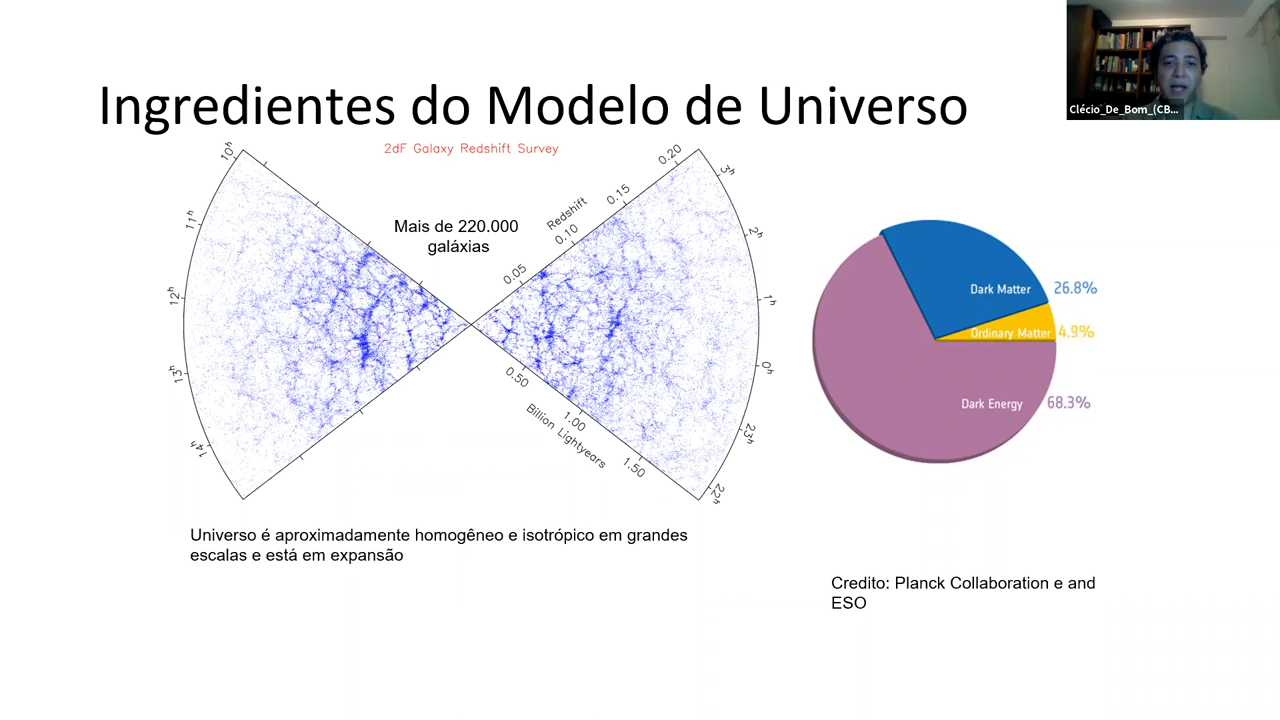 Clécio_De_Bom_(CB...
Ingredientes do Modelo de Universo
2dF Galaxy Redshift Survey
Mais de 220.000
galáxias
10h
11h
12h
13h
14h
Redshift
0.05
0.10
0.15
0.20
3h
2h
1h
0h
23h
22h
0.50
1.00
1.50
Billion Lightyears
Dark Matter 26.8%
Ordinary Matter 4.9%
Dark Energy 68.3%
Universo é aproximadamente homogêneo e isotrópico em grandes
escalas e está em expansão
Credito: Planck Collaboration e and
ESO